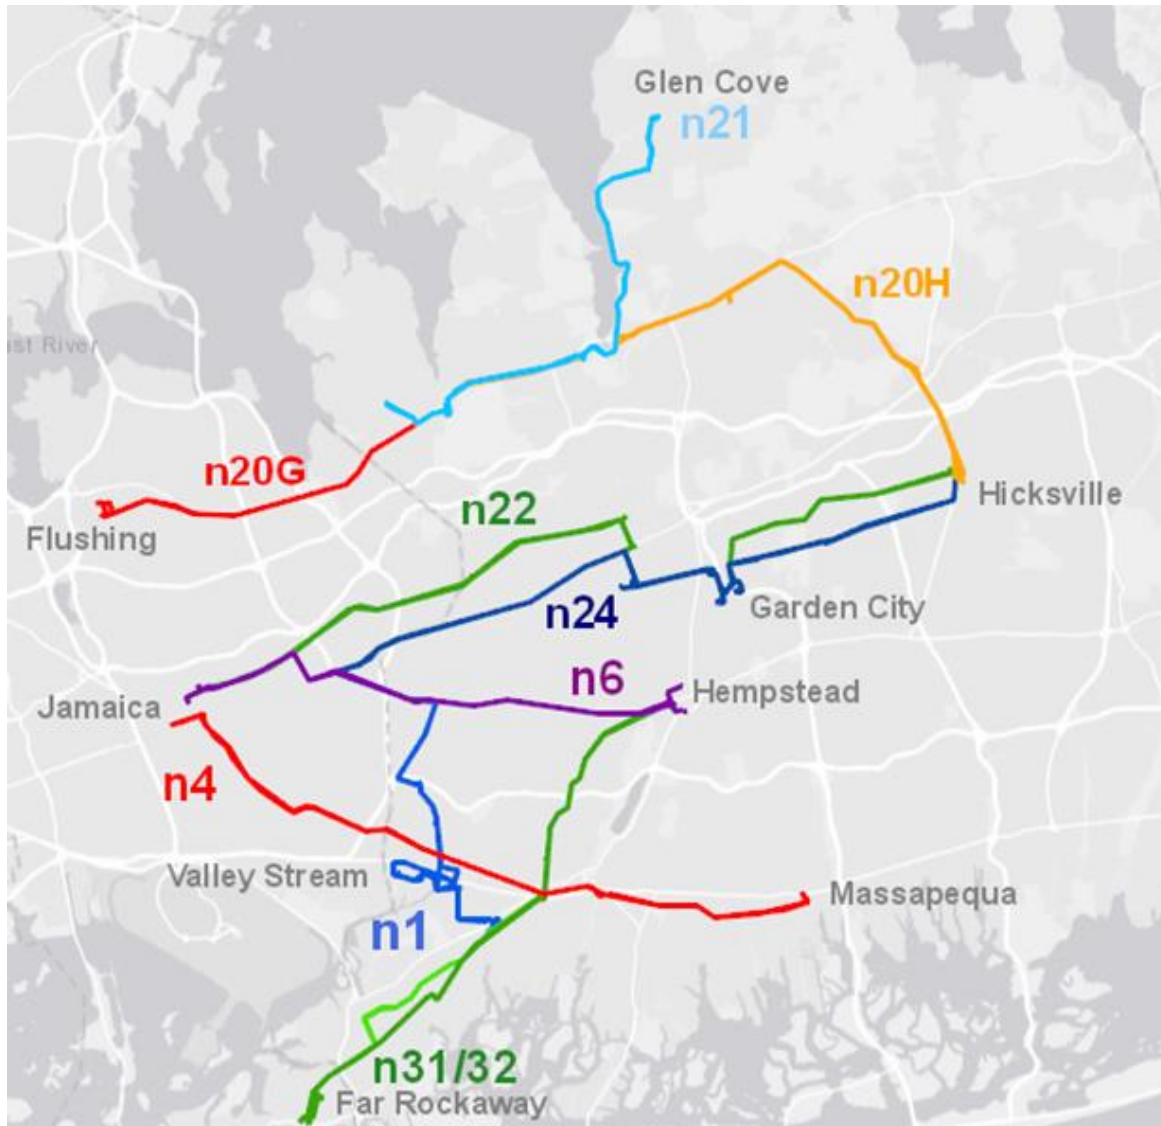 Glen Cove
n21
n20H
ast River
n20G
n22
Hicksville
Flushing
n24
Garden City
n6
Hempstead
Jamaica
n4
Valley Stream
Massapequa
n1
n31/32
Far Rockaway